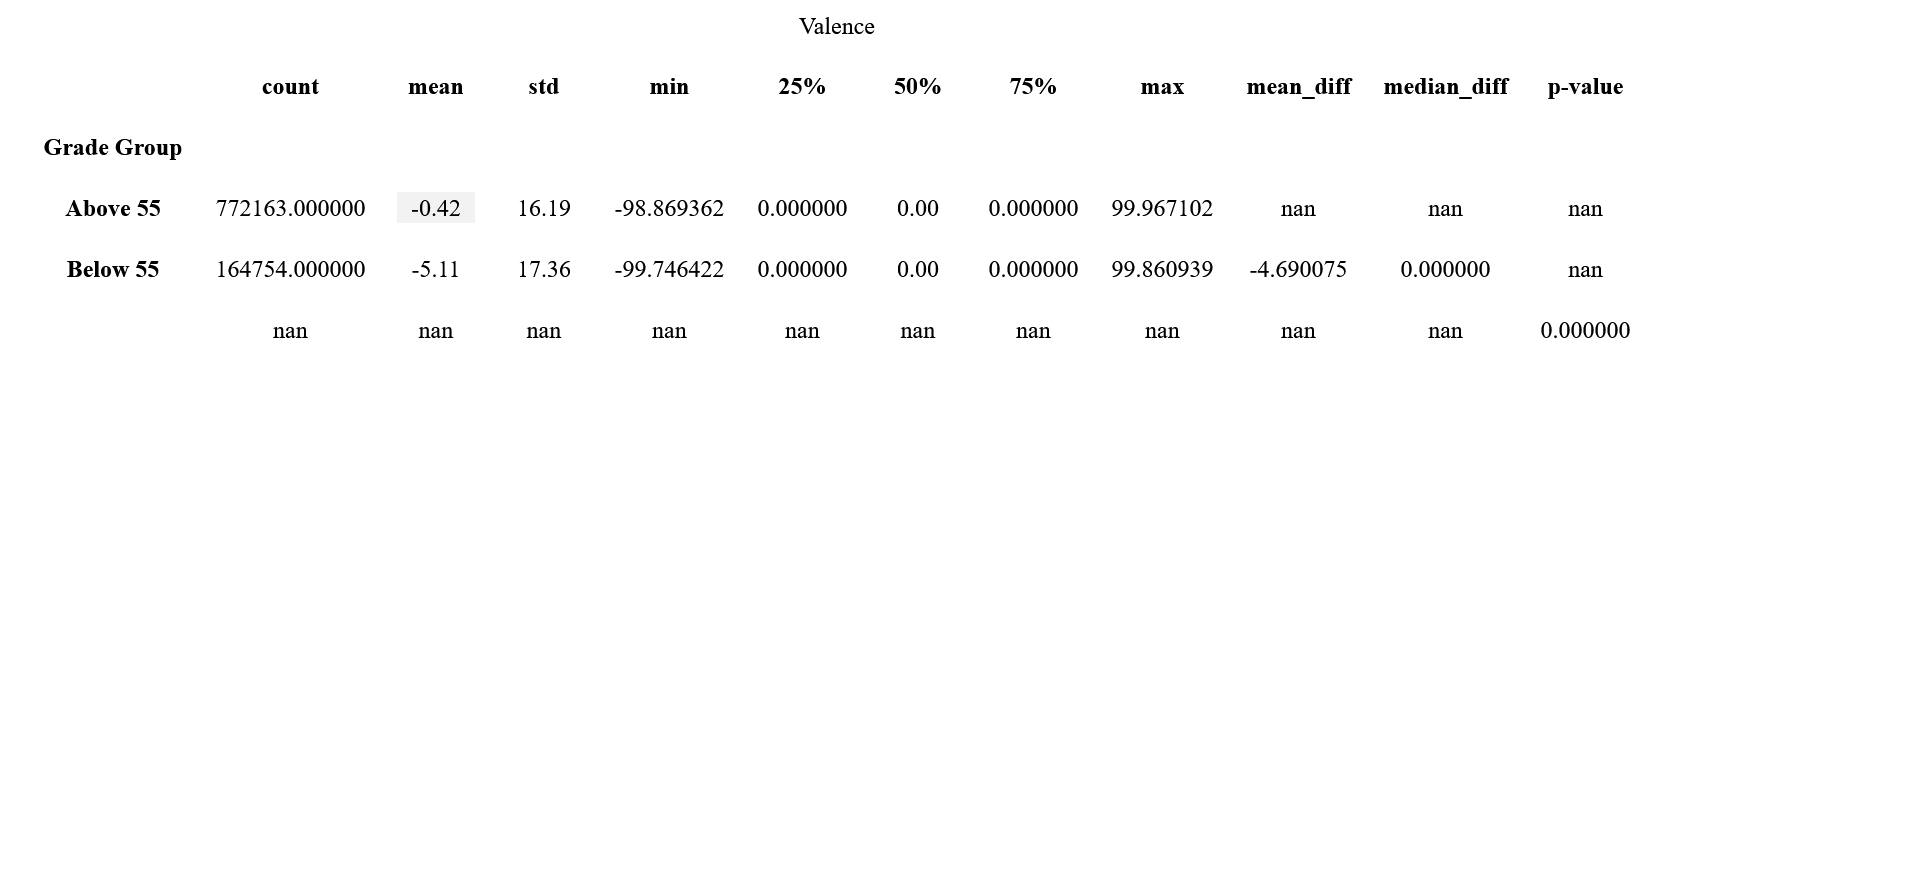 Valence
count mean std min 25% 50% 75% max mean_diff median_diff p-value
Grade Group
Above 55 772163.000000 -0.42 16.19 -98.869362 0.000000 0.00 0.000000 99.967102 nan nan nan
Below 55 164754.000000 -5.11 17.36 -99.746422 0.000000 0.00 0.000000 99.860939 -4.690075 0.000000 nan
nan nan nan nan nan nan nan nan nan nan 0.000000